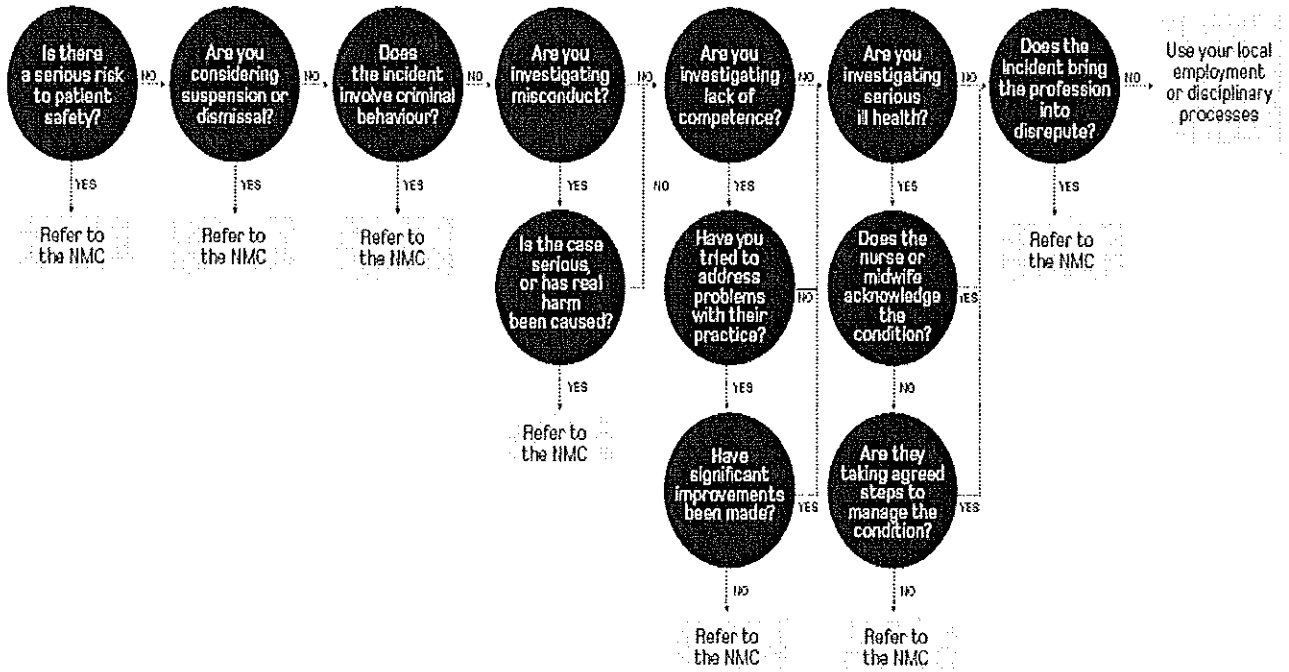 Is there
a serious risk
to patient
safety?
NO
Are you
considering
suspension or
dismissal?
NO
Does
the incident
involve criminal
behaviour?
NO
Are you
investigating
misconduct?
NO
Are you
investigating
lack of
competence?
NO
Are you
investigating
serious
ill health?
NO
Does the
incident bring
the profession
into
disrepute?
NO
Use your local
employment
or disciplinary
processes
YES
YES
YES
YES
YES
YES
YES
Refer to
the NMC
Refer to
the NMC
Refer to
the NMC
Is the case
serious,
or has real
harm
been caused?
NO
Have you
tried to
address
problems
with their
practice?
NO
Does the
nurse or
midwife
acknowledge
the
condition?
YES
Refer to
the NMC
YES
YES
NO
Refer to
the NMC
Have
significant
improvements
been made?
YES
Are they
taking agreed
steps to
manage the
condition?
YES
NO
NO
Refer to
the NMC
Refer to
the NMC